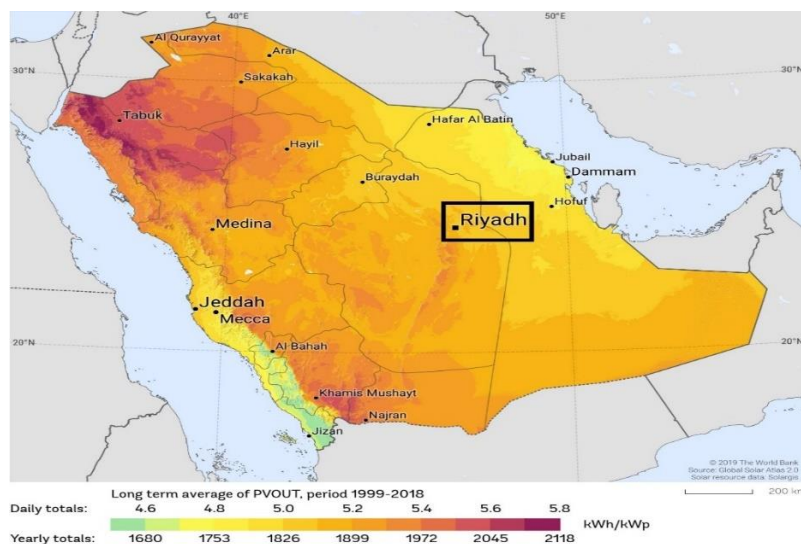 40°E
50°E
Al Qurayyat
Arar
30°N
30°N
Sakakah
Tabuk
Hafar Al Batin
Hayil
Jubail
Dammam
Buraydah
Hofuf
Riyadh
Medina
Jeddah
Mecca
20°N
20°N
Al Bahah
Khamis Mushayt
Najran
Jizan
© 2019 The World Bank
Source: Global Solar Atlas 2.0
Solar resource data: Solargis
Long term average of PVOUT, period 1999-2018
200 km
Daily totals: 4.6 4.8 5.0 5.2 5.4 5.6 5.8
kWh/kWp
Yearly totals: 1680 1753 1826 1899 1972 2045 2118